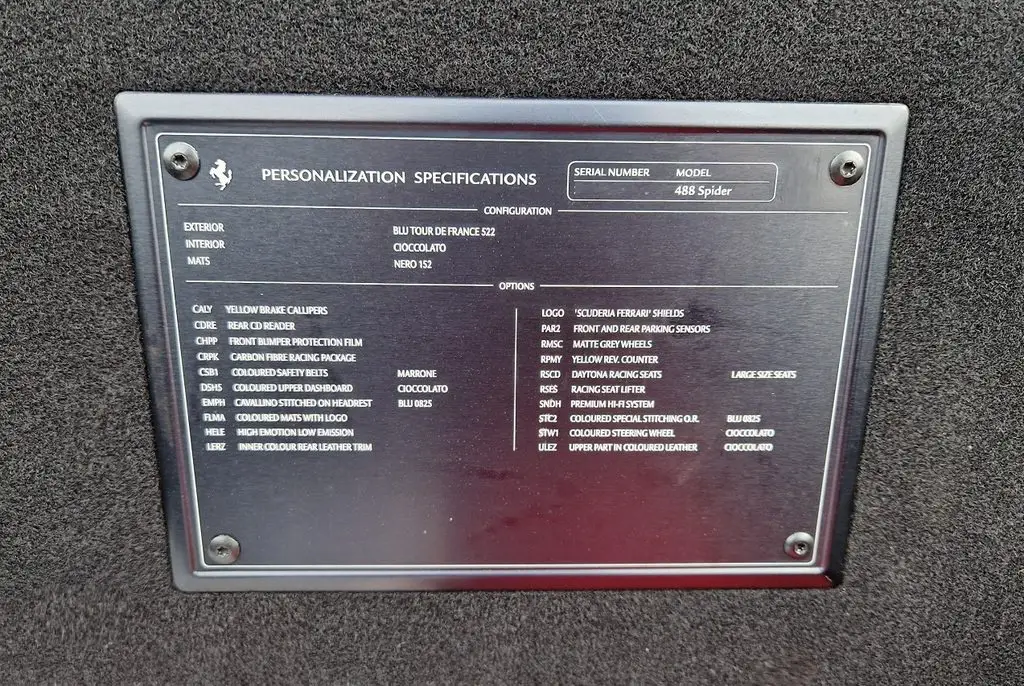 PERSONALIZATION SPECIFICATIONS
SERIAL NUMBER MODEL
488 Spider
CONFIGURATION
EXTERIOR BLU TOUR DE FRANCE 522
INTERIOR CIOCCOLATO
MATS NERO 152
OPTIONS
CALY YELLOW BRAKE CALLIPERS
CDRE REAR CD READER
CHPP FRONT BUMPER PROTECTION FILM
CRPK CARBON FIBRE RACING PACKAGE
CSB1 COLOURED SAFETY BELTS MARRONE
DSH5 COLOURED UPPER DASHBOARD CIOCCOLATO
EMPH CAVALLINO STITCHED ON HEADREST BLU 0825
FLMA COLOURED MATS WITH LOGO
HELE HIGH EMOTION LOW EMISSION
LERZ INNER COLOUR REAR LEATHER TRIM
LOGO 'SCUDERIA FERRARI' SHIELDS
PAR2 FRONT AND REAR PARKING SENSORS
RMSC MATTE GREY WHEELS
RPMY YELLOW REV. COUNTER
RSCD DAYTONA RACING SEATS LARGE SIZE SEATS
RSES RACING SEAT LIFTER
SNDH PREMIUM HI-FI SYSTEM
STC2 COLOURED SPECIAL STITCHING O.R. BLU 0825
STW1 COLOURED STEERING WHEEL CIOCCOLATO
ULEZ UPPER PART IN COLOURED LEATHER CIOCCOLATO